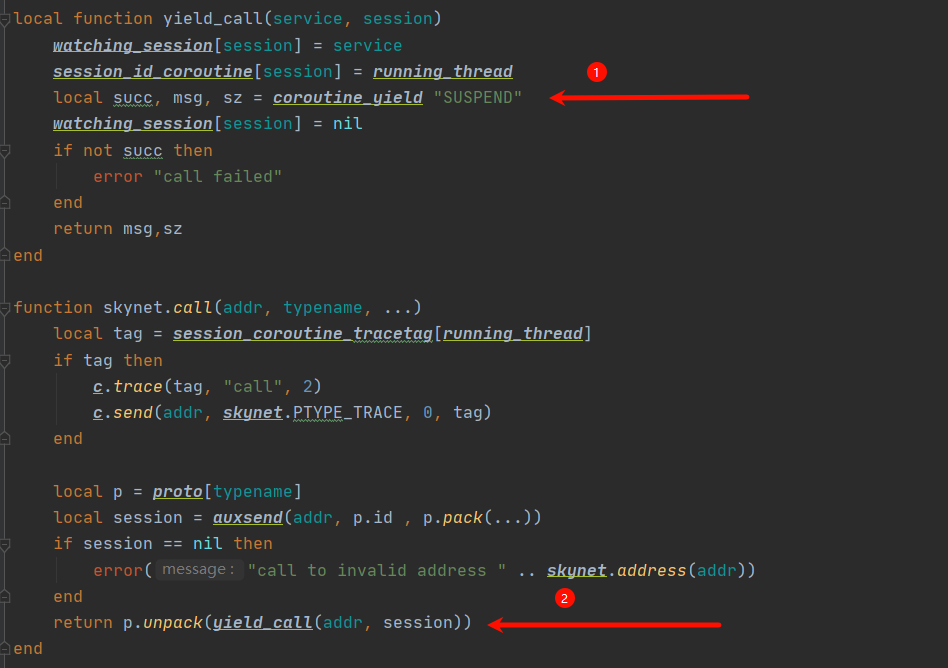 local function yield_call(service, session)
    watching_session[session] = service
    session_id_coroutine[session] = running_thread
1
    local succ, msg, sz = coroutine_yield "SUSPEND"
    watching_session[session] = nil
    if not succ then
        error "call failed"
    end
    return msg,sz
end
function skynet.call(addr, typename, ...)
    local tag = session_coroutine_tracetag[running_thread]
    if tag then
        c.trace(tag, "call", 2)
        c.send(addr, skynet.PTYPE_TRACE, 0, tag)
    end
    local p = proto[typename]
    local session = auxsend(addr, p.id , p.pack(...))
    if session == nil then
        error( message: "call to invalid address " .. skynet.address(addr))
    end
2
    return p.unpack(yield_call(addr, session))
end